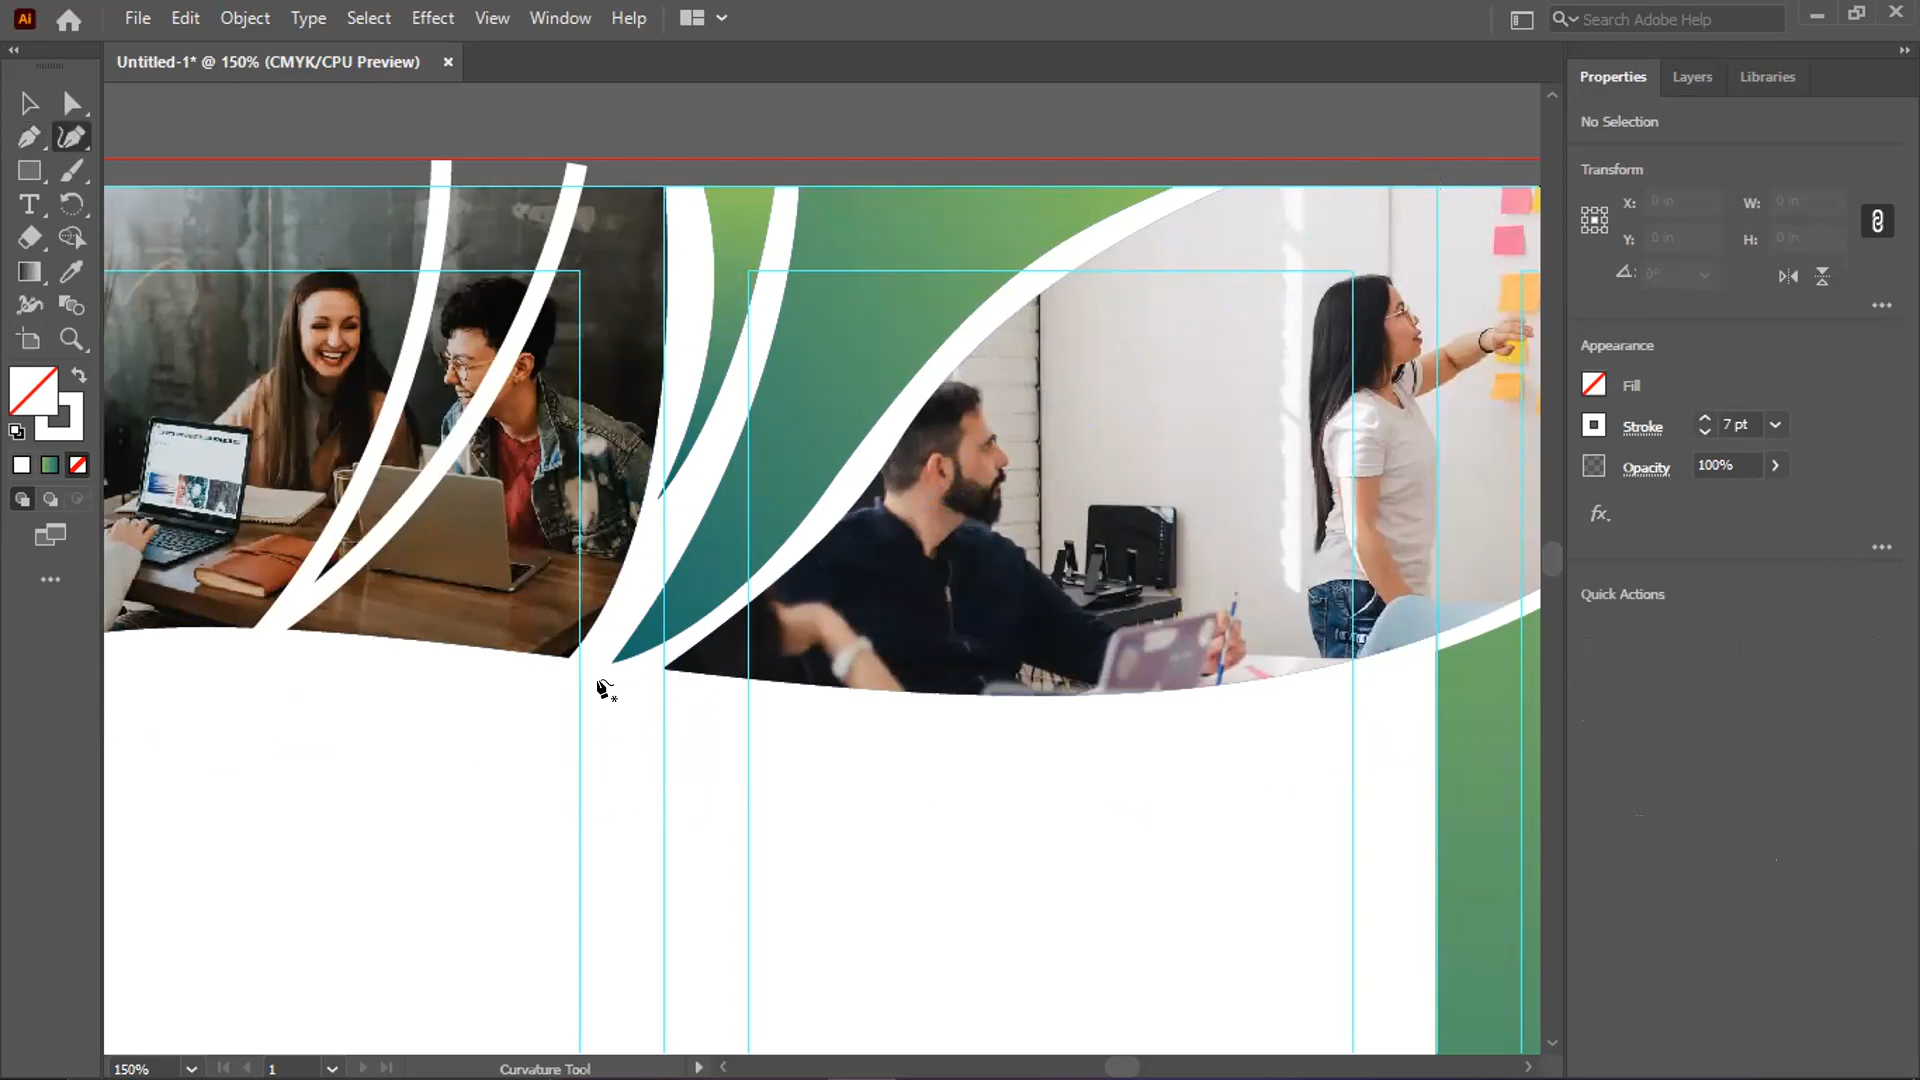 Ai File Edit Object Type Select Effect View Window Help Search Adobe Help
Untitled-1* @ 150% (CMYK/CPU Preview) ×
Properties Layers Libraries
No Selection
Transform
X: 0 in W: 0 in
Y: 0 in H: 0 in
0°
Appearance
Fill
Stroke 7 pt
Opacity 100%
fx.
Quick Actions
150% 1 Curvature Tool